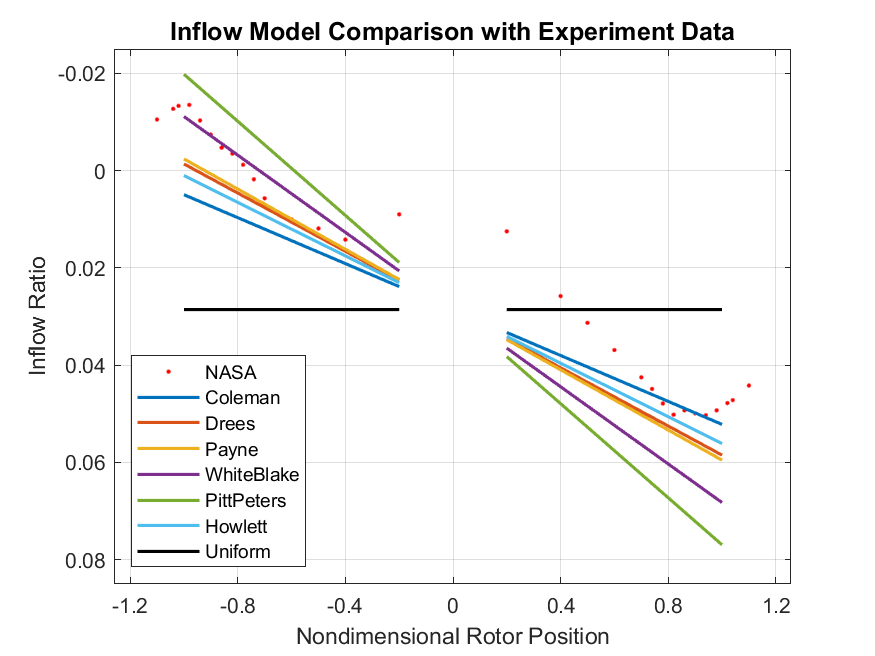 Inflow Model Comparison with Experiment Data
-0.02
0
0.02
0.04
0.06
0.08
Inflow Ratio
NASA
Coleman
Drees
Payne
WhiteBlake
PittPeters
Howlett
Uniform
-1.2 -0.8 -0.4 0 0.4 0.8 1.2
Nondimensional Rotor Position